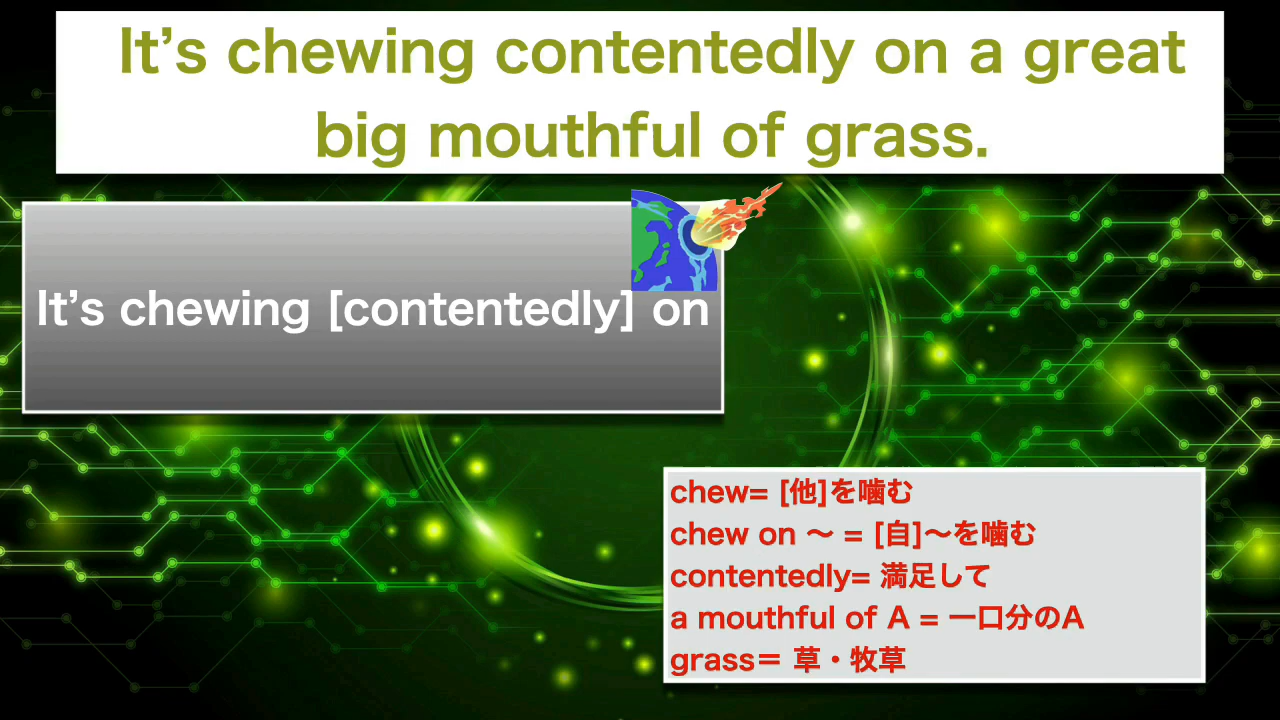 It’s chewing contentedly on a great
big mouthful of grass.
It’s chewing [contentedly] on
chew= [他]を噛む
chew on 〜 = [自]〜を噛む
contentedly= 満足して
a mouthful of A = 一口分のA
grass＝ 草・牧草